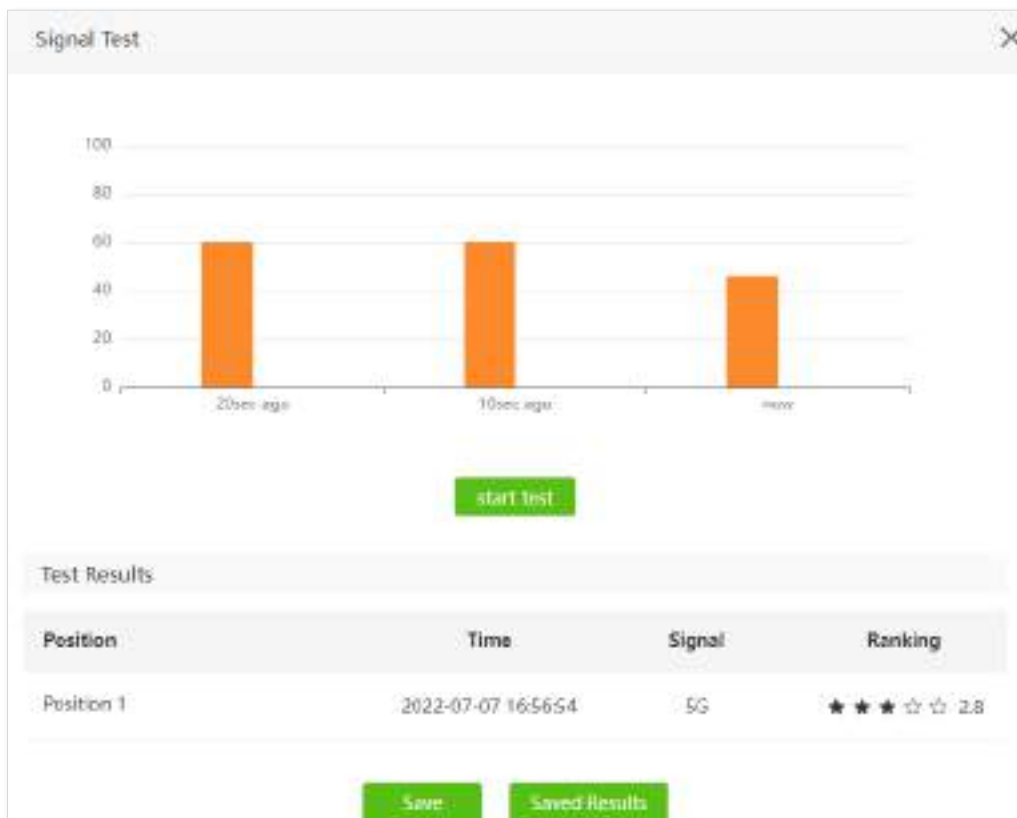 Signal Test
100
80
60
40
20
0
20sec ago 10sec ago now
start test
Test Results
Position Time Signal Ranking
Position 1 2022-07-07 16:56:54 5G 2.8
Save Saved Results